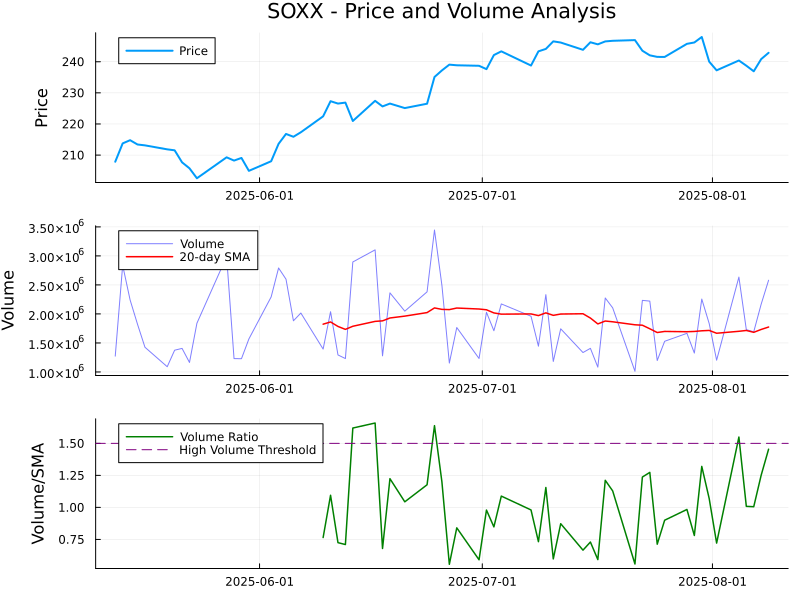 SOXX - Price and Volume Analysis
Price
Price
240
230
220
210
2025-06-01
2025-07-01
2025-08-01
Volume
Volume
20-day SMA
3.50×10⁶
3.00×10⁶
2.50×10⁶
2.00×10⁶
1.50×10⁶
1.00×10⁶
2025-06-01
2025-07-01
2025-08-01
Volume/SMA
Volume Ratio
High Volume Threshold
1.50
1.25
1.00
0.75
2025-06-01
2025-07-01
2025-08-01